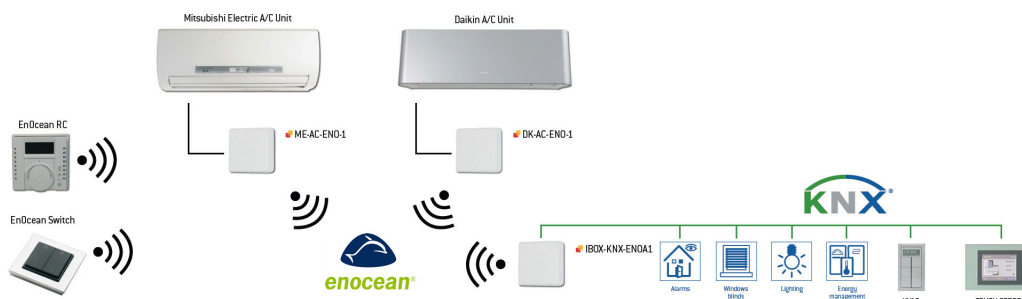 Mitsubishi Electric A/C Unit
Daikin A/C Unit
EnOcean RC
ME-AC-ENO-1
DK-AC-ENO-1
KNX®
EnOcean Switch
enocean®
IBOX-KNX-ENOA1
Alarms
Windows
blinds
Lighting
Energy
management